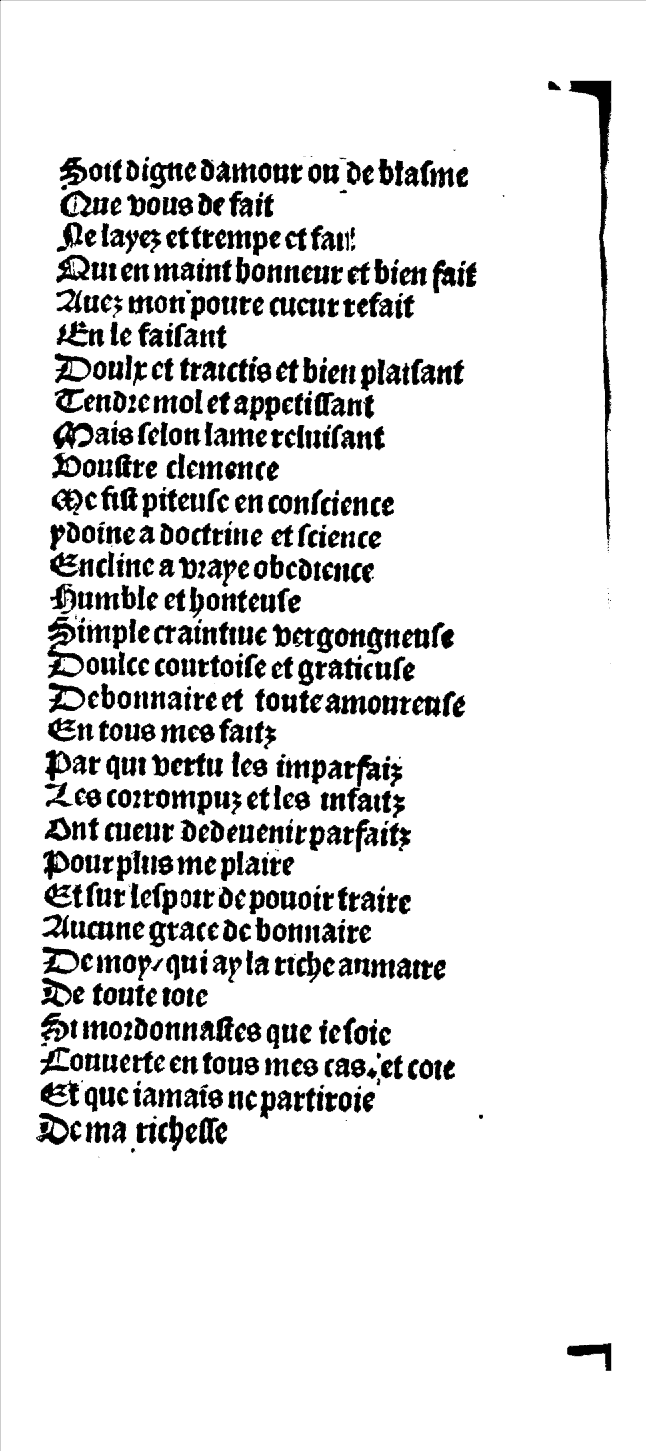 Soit digne damour ou de blasme
Que vous de fait
Ne layez et trempe et fait
Qui en maint honneur et bien fait
Auez mon poure cueur refait
En le faisant
Doulx et traictis et bien plaisant
Tendre mol et appetissant
Mais selon lame reluisant
Voustre clemence
Me fist piteuse en conscience
ydoine a doctrine et science
Encline a vraye obedience
Humble et honteuse
Simple craintiue vergongneuse
Doulce courtoise et gratieuse
Debonnaire et toute amoureuse
En tous mes faitz
Par qui vertu les imparfaiz
Les corrompuz et les infaitz
Ont cueur de deuenir parfaitz
Pour plus me plaire
Et sur lespoir de pouoir traire
Aucune grace de bonnaire
De moy/ qui ay la riche aumaire
De toute ioie
Si mordonnastes que ie soie
Couuerte en tous mes cas. et coie
Et que iamais ne partiroie
De ma richesse